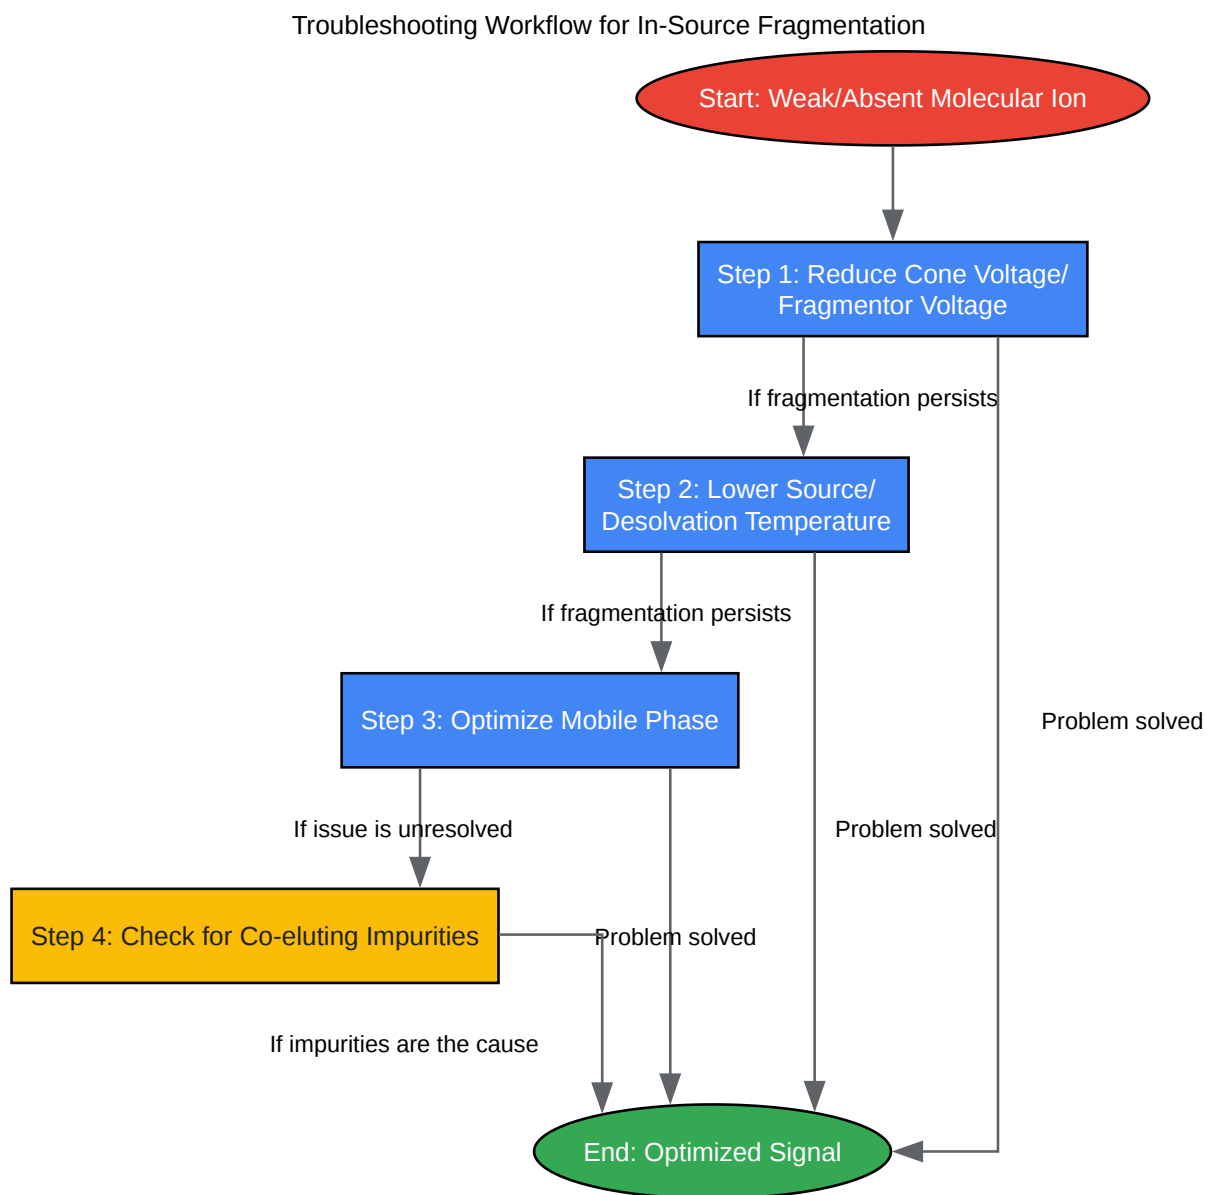 Troubleshooting Workflow for In-Source Fragmentation
Start: Weak/Absent Molecular Ion
Step 1: Reduce Cone Voltage/
Fragmentor Voltage
If fragmentation persists
Step 2: Lower Source/
Desolvation Temperature
If fragmentation persists
Step 3: Optimize Mobile Phase
Problem solved
If issue is unresolved
Problem solved
Step 4: Check for Co-eluting Impurities
Problem solved
If impurities are the cause
End: Optimized Signal